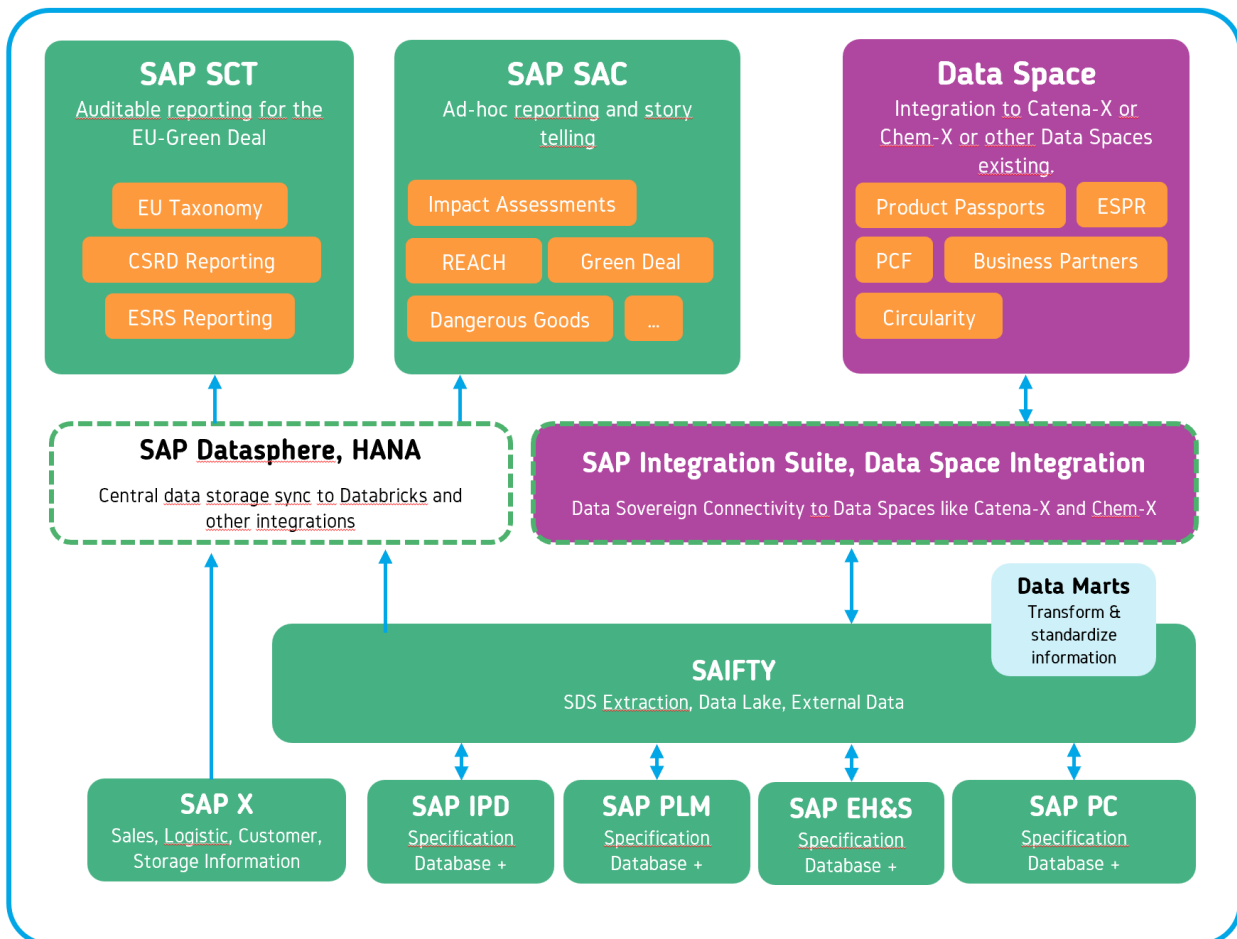 SAP SCT
Auditable reporting for the
EU-Green Deal
EU Taxonomy
CSRD Reporting
ESRS Reporting
SAP SAC
Ad-hoc reporting and story
telling
Impact Assessments
REACH
Green Deal
Dangerous Goods
...
Data Space
Integration to Catena-X or
Chem-X or other Data Spaces
existing.
Product Passports
ESPR
PCF
Business Partners
Circularity
SAP Datasphere, HANA
Central data storage sync to Databricks and
other integrations
SAP Integration Suite, Data Space Integration
Data Sovereign Connectivity to Data Spaces like Catena-X and Chem-X
Data Marts
Transform &
standardize
information
SAIFTY
SDS Extraction, Data Lake, External Data
SAP X
Sales, Logistic, Customer,
Storage Information
SAP IPD
Specification
Database +
SAP PLM
Specification
Database +
SAP EH&S
Specification
Database +
SAP PC
Specification
Database +